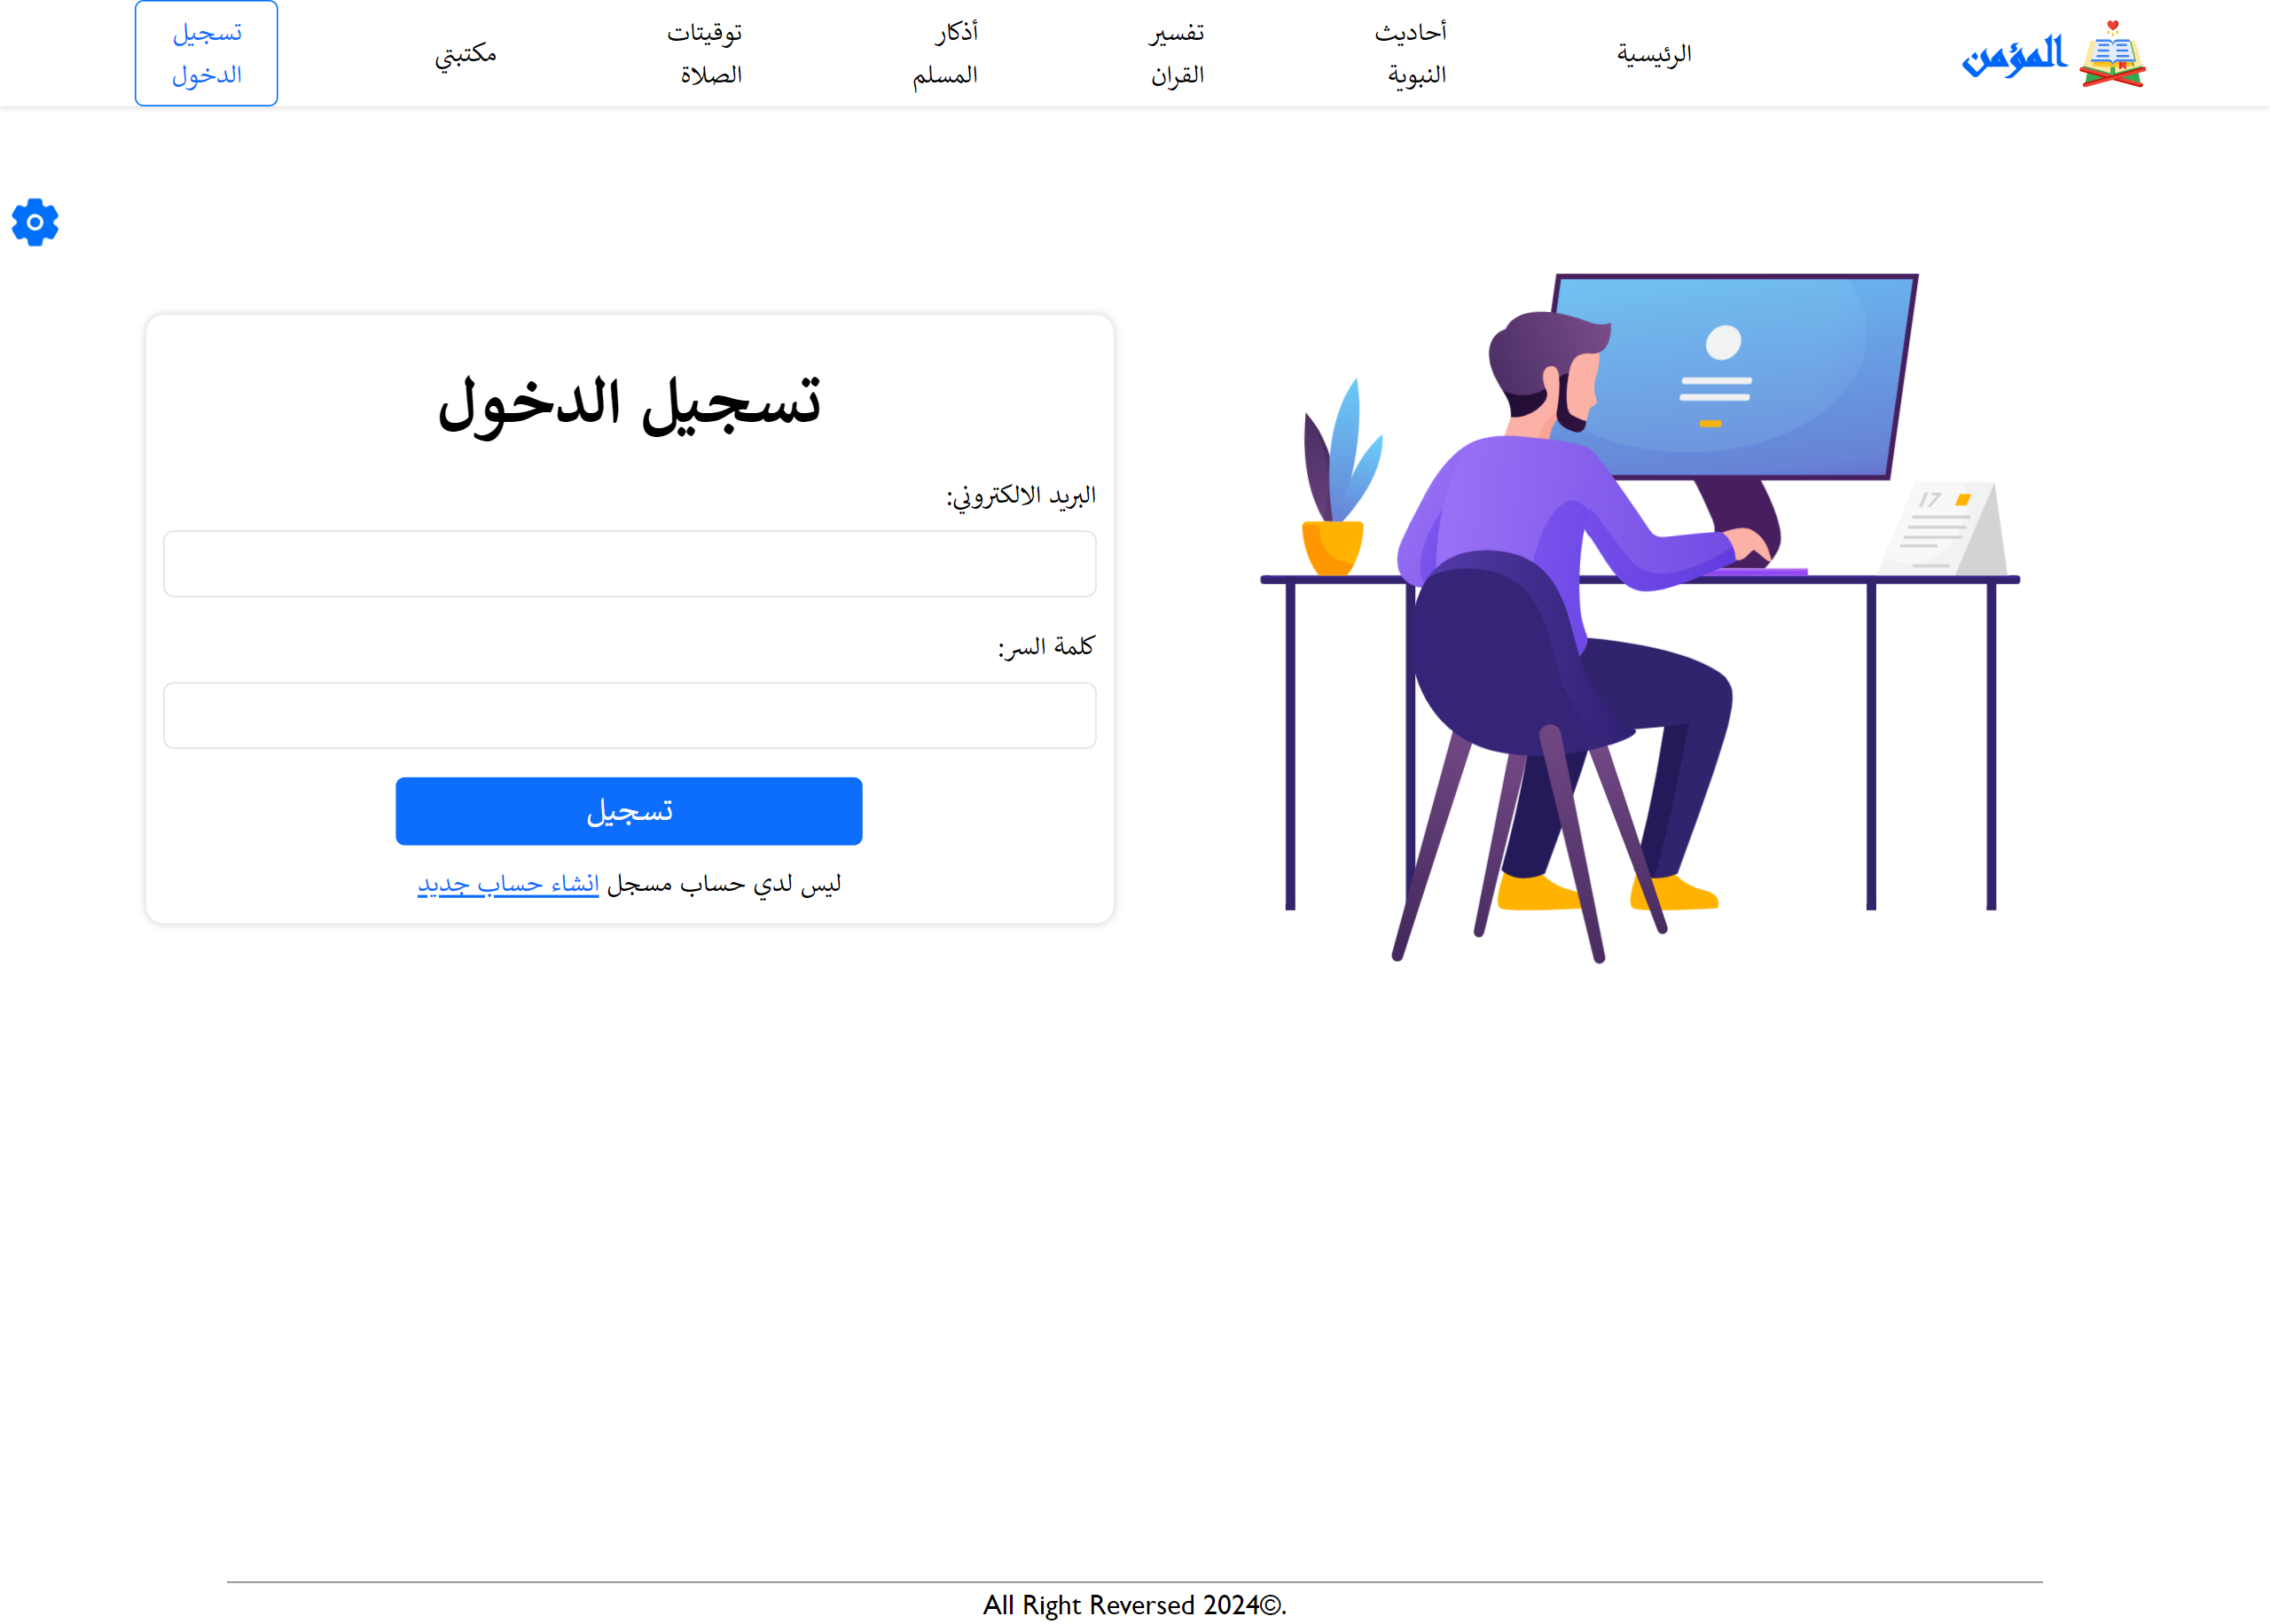 المؤمن
الرئيسية
أحاديث
النبوية
تفسير
القران
أذكار
المسلم
توقيتات
الصلاة
مكتبتي
تسجيل
الدخول
17
تسجيل الدخول
البريد الالكتروني:
كلمة السر:
تسجيل
ليس لدي حساب مسجل انشاء حساب جديد
All Right Reversed 2024©.